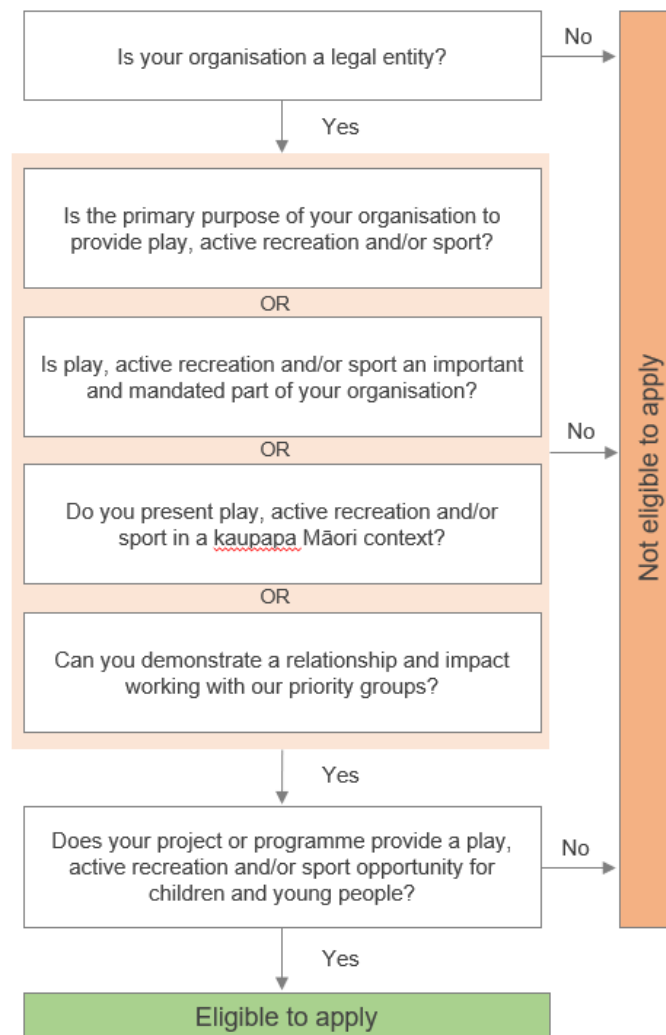 Is your organisation a legal entity?
No
Yes
Is the primary purpose of your organisation to
provide play, active recreation and/or sport?
OR
Is play, active recreation and/or sport an important
and mandated part of your organisation?
OR
No
Do you present play, active recreation and/or
sport in a kaupapa Māori context?
OR
Can you demonstrate a relationship and impact
working with our priority groups?
Yes
Does your project or programme provide a play,
active recreation and/or sport opportunity for
children and young people?
No
Yes
Eligible to apply
Not eligible to apply